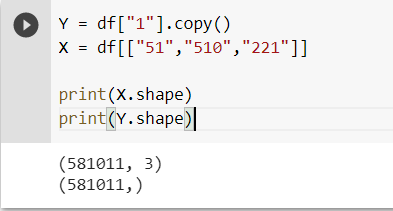 Y = df["1"].copy()
X = df[["51","510","221"]]
print(X.shape)
print(Y.shape)
(581011, 3)
(581011,)